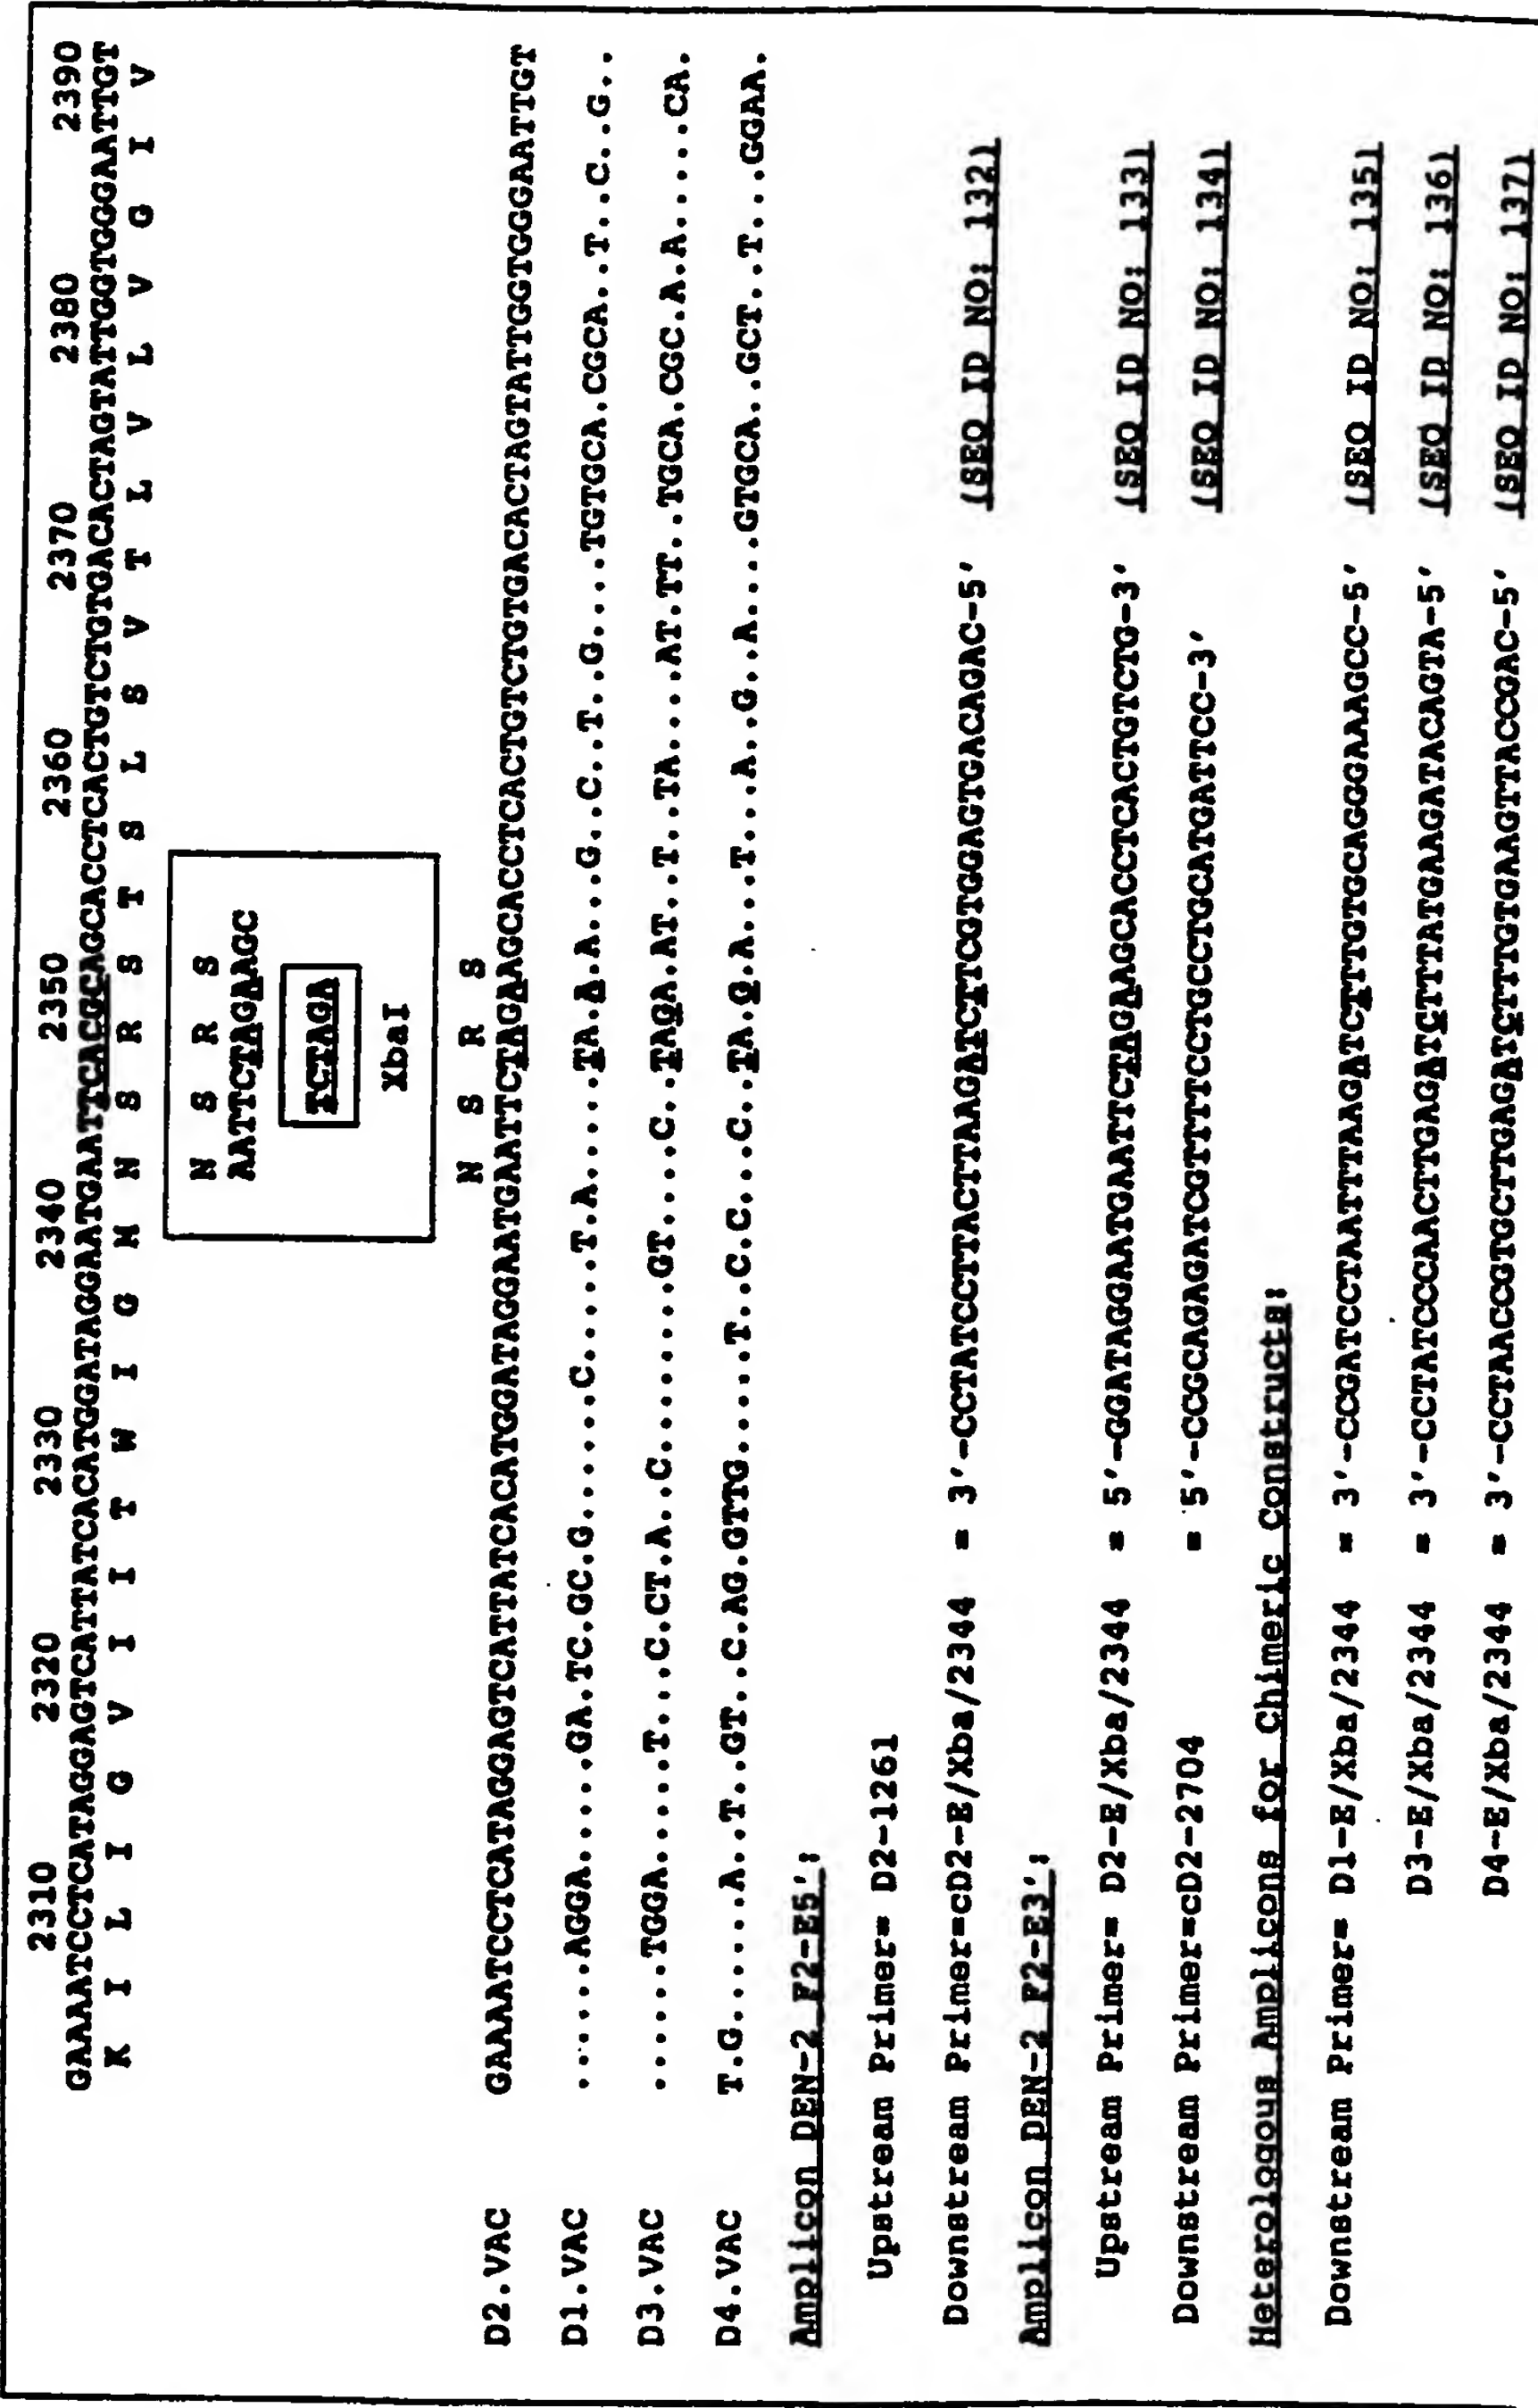 2310 2320 2330 2340 2350 2360 2370 2380 2390
GAAAATCCTCATAGGAGTCATTATCACATGGATAGGAATGAATTCACGCAGCACCTCACTGTCTGTGACACTAGTATTGGTGGGAATTGT
K I L I G V I I T W I G M N S R S T S L S V T L V L V G I V
N S R S
AATTCTAGAAGC
TCTAGA
XbaI
N S R S
D2.VAC GAAAATCCTCATAGGAGTCATTATCACATGGATAGGAATGAATTCTAGAAGCACCTCACTGTCTGTGACACTAGTATTGGTGGGAATTGT
D1.VAC ......AGGA......GA.TC.GC.G.......C......T.A.....TA.A.A...G..C..T..G....TGTGCA.CGCA..T..C..G..
D3.VAC ......TGGA.....T...C.CT.A..C........GT....C..TAGA.AT..T..TA....AT.TT..TGCA.CGC.A.A.....CA.
D4.VAC T.G......A..T..GT..C.AG.GTTG.....T..C.C...C..TA.G.A...T...A..G..A....GTGCA..GCT..T...GGAA.
Amplicon DEN-2 F2-E5':
Upstream Primer= D2-1261
Downstream Primer=cD2-E/Xba/2344 = 3'-CCTATCCTTACTTAAGATCTTCGTGGAGTGACAGAC-5' (SEQ ID NO: 132)
Amplicon DEN-2 F2-E3':
Upstream Primer= D2-E/Xba/2344 = 5'-GGATAGGAATGAATTCTAGAAGCACCTCACTGTCTG-3' (SEQ ID NO: 133)
Downstream Primer=cD2-2704 = 5'-CCGCAGAGATCGTTTTCCTGCCTGCATGATTCC-3' (SEQ ID NO: 134)
Heterologous Amplicons for Chimeric Constructs:
Downstream Primer= D1-E/Xba/2344 = 3'-CCGATCCTAATTTAAGATCTTTGTGCAGGGAAAGCC-5' (SEQ ID NO: 135)
D3-E/Xba/2344 = 3'-CCTATCCCAACTTGAGATCTTTATGAAGATACAGTA-5' (SEQ ID NO: 136)
D4-E/Xba/2344 = 3'-CCTAACCGTGCTTGAGATCTTTGTGAAGTTACCGAC-5' (SEQ ID NO: 137)